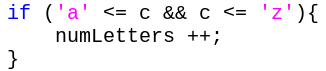 if ('a' <= c && c <= 'z'){
    numLetters ++;
}